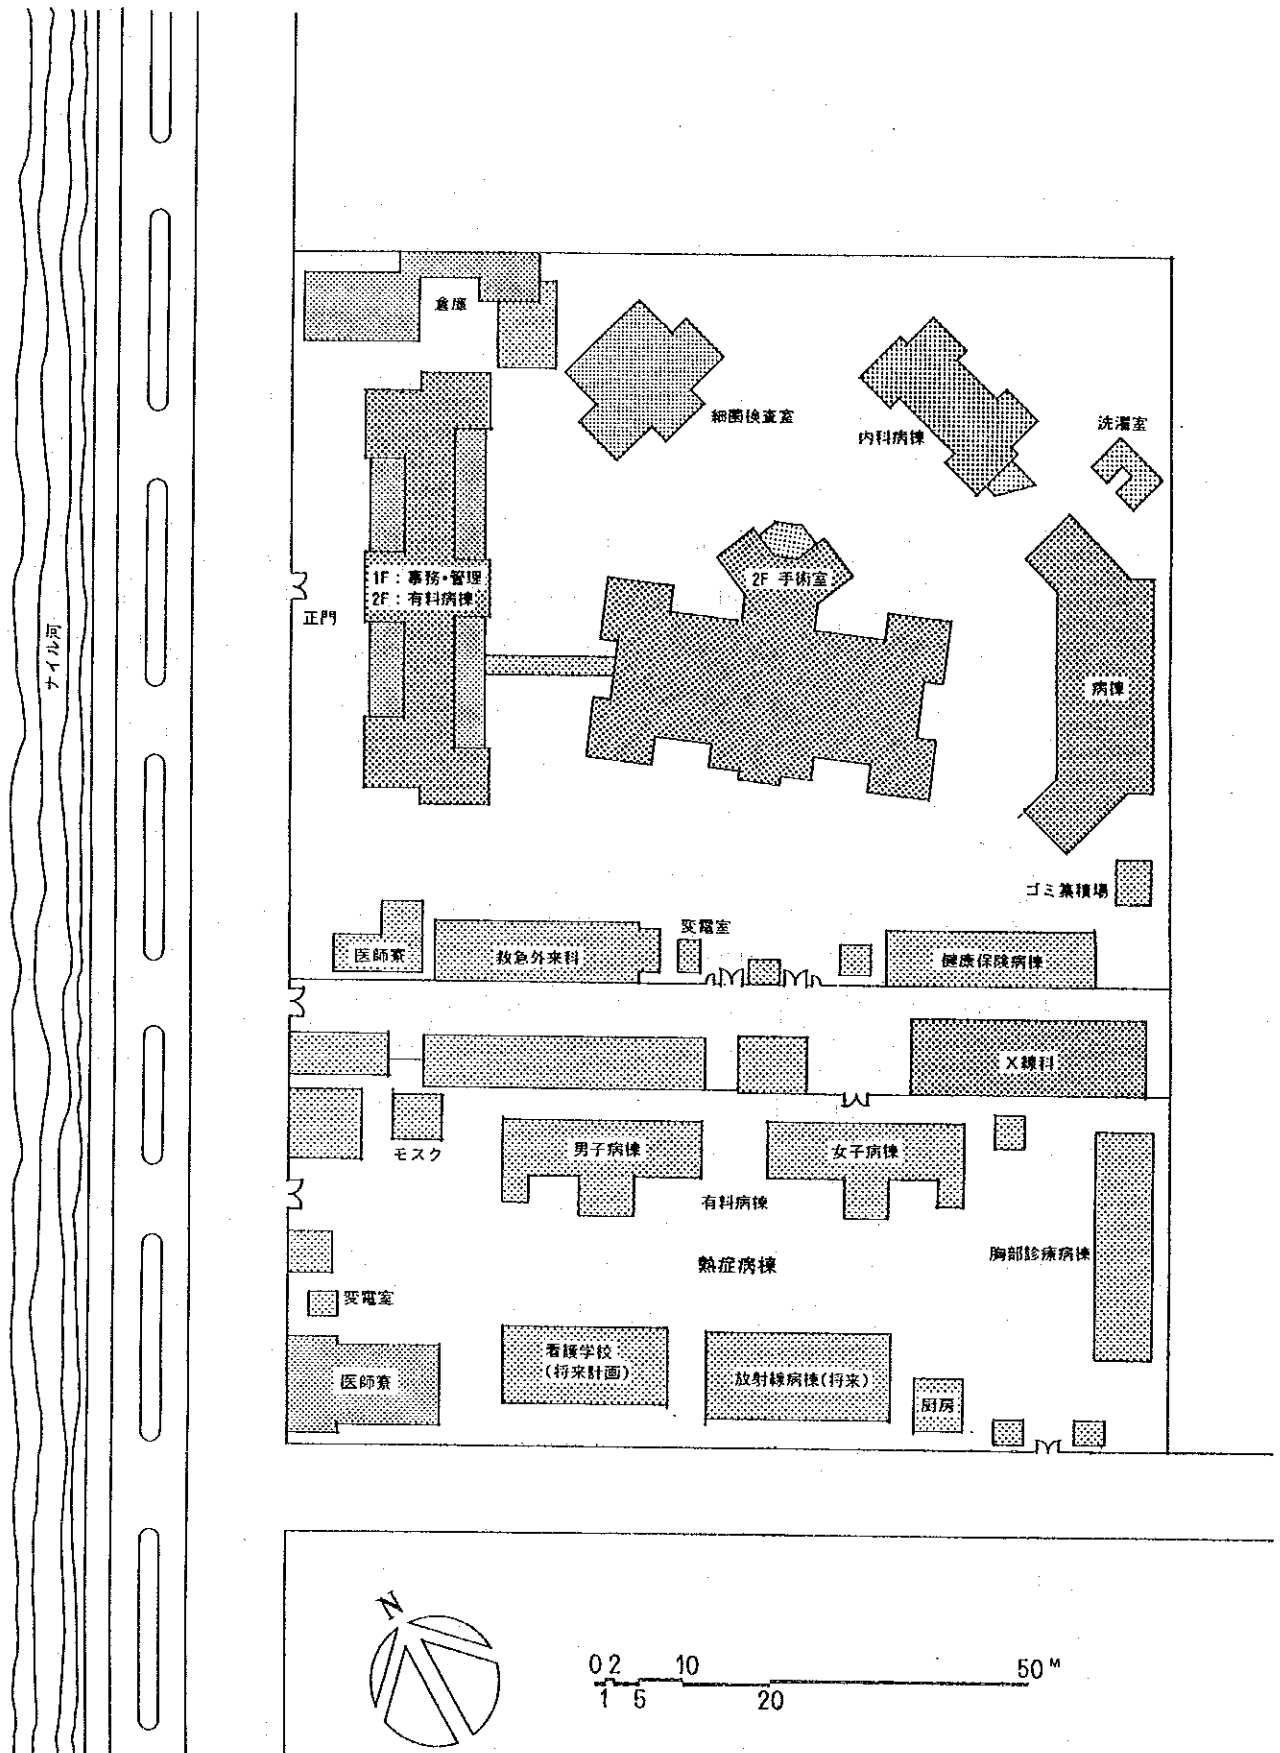 倉庫
細菌検査室
内科病棟
洗濯室
1F：事務・管理
2F：有料病棟
2F 手術室
正門
ナイル河
病棟
ゴミ集積場
変電室
医師寮
救急外来科
健康保険病棟
X線科
モスク
男子病棟
女子病棟
有料病棟
熱症病棟
胸部診療病棟
変電室
看護学校
(将来計画)
医師寮
放射線病棟(将来)
厨房
N
0 2 10 50 M
1 5 20